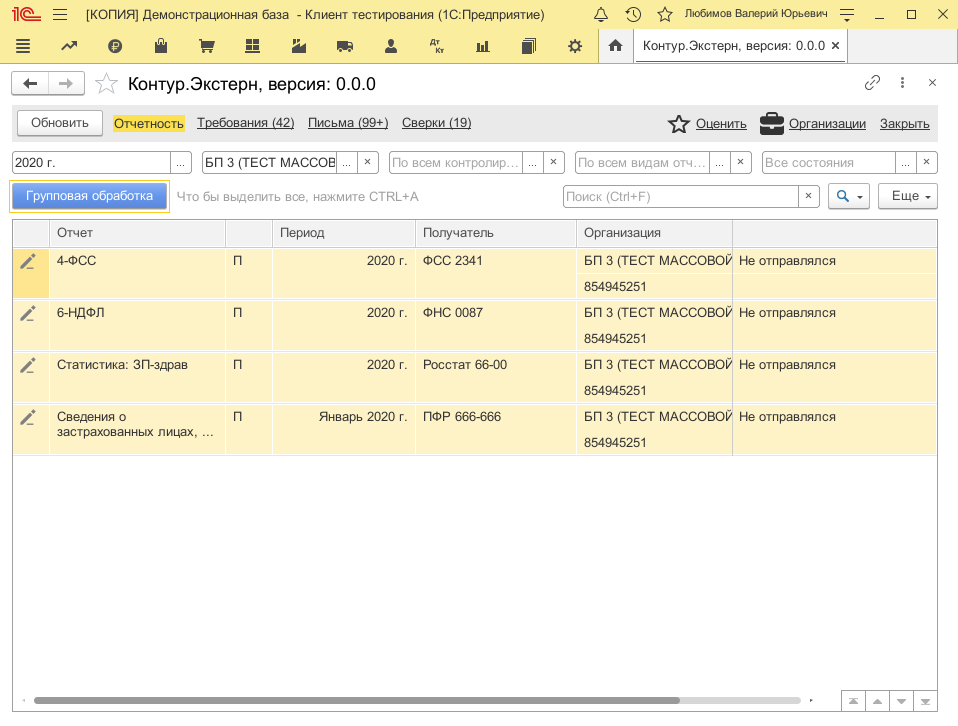 [КОПИЯ] Демонстрационная база - Клиент тестирования (1С:Предприятие)
Любимов Валерий Юрьевич
Дт
Кт
Контур.Экстерн, версия: 0.0.0 ×
Контур.Экстерн, версия: 0.0.0
Обновить Отчетность Требования (42) Письма (99+) Сверки (19) Оценить Организации Закрыть
2020 г. ... БП 3 (ТЕСТ МАССОВ ... × По всем контролир... ... × По всем видам отч... ... × Все состояния ... ×
Групповая обработка Что бы выделить все, нажмите CTRL+A Поиск (Ctrl+F) × Еще
Отчет Период Получатель Организация
4-ФСС П 2020 г. ФСС 2341 БП 3 (ТЕСТ МАССОВОЙ Не отправлялся
854945251
6-НДФЛ П 2020 г. ФНС 0087 БП 3 (ТЕСТ МАССОВОЙ Не отправлялся
854945251
Статистика: ЗП-здрав П 2020 г. Росстат 66-00 БП 3 (ТЕСТ МАССОВОЙ Не отправлялся
854945251
Сведения о П Январь 2020 г. ПФР 666-666 БП 3 (ТЕСТ МАССОВОЙ Не отправлялся
застрахованных лицах, ...
854945251